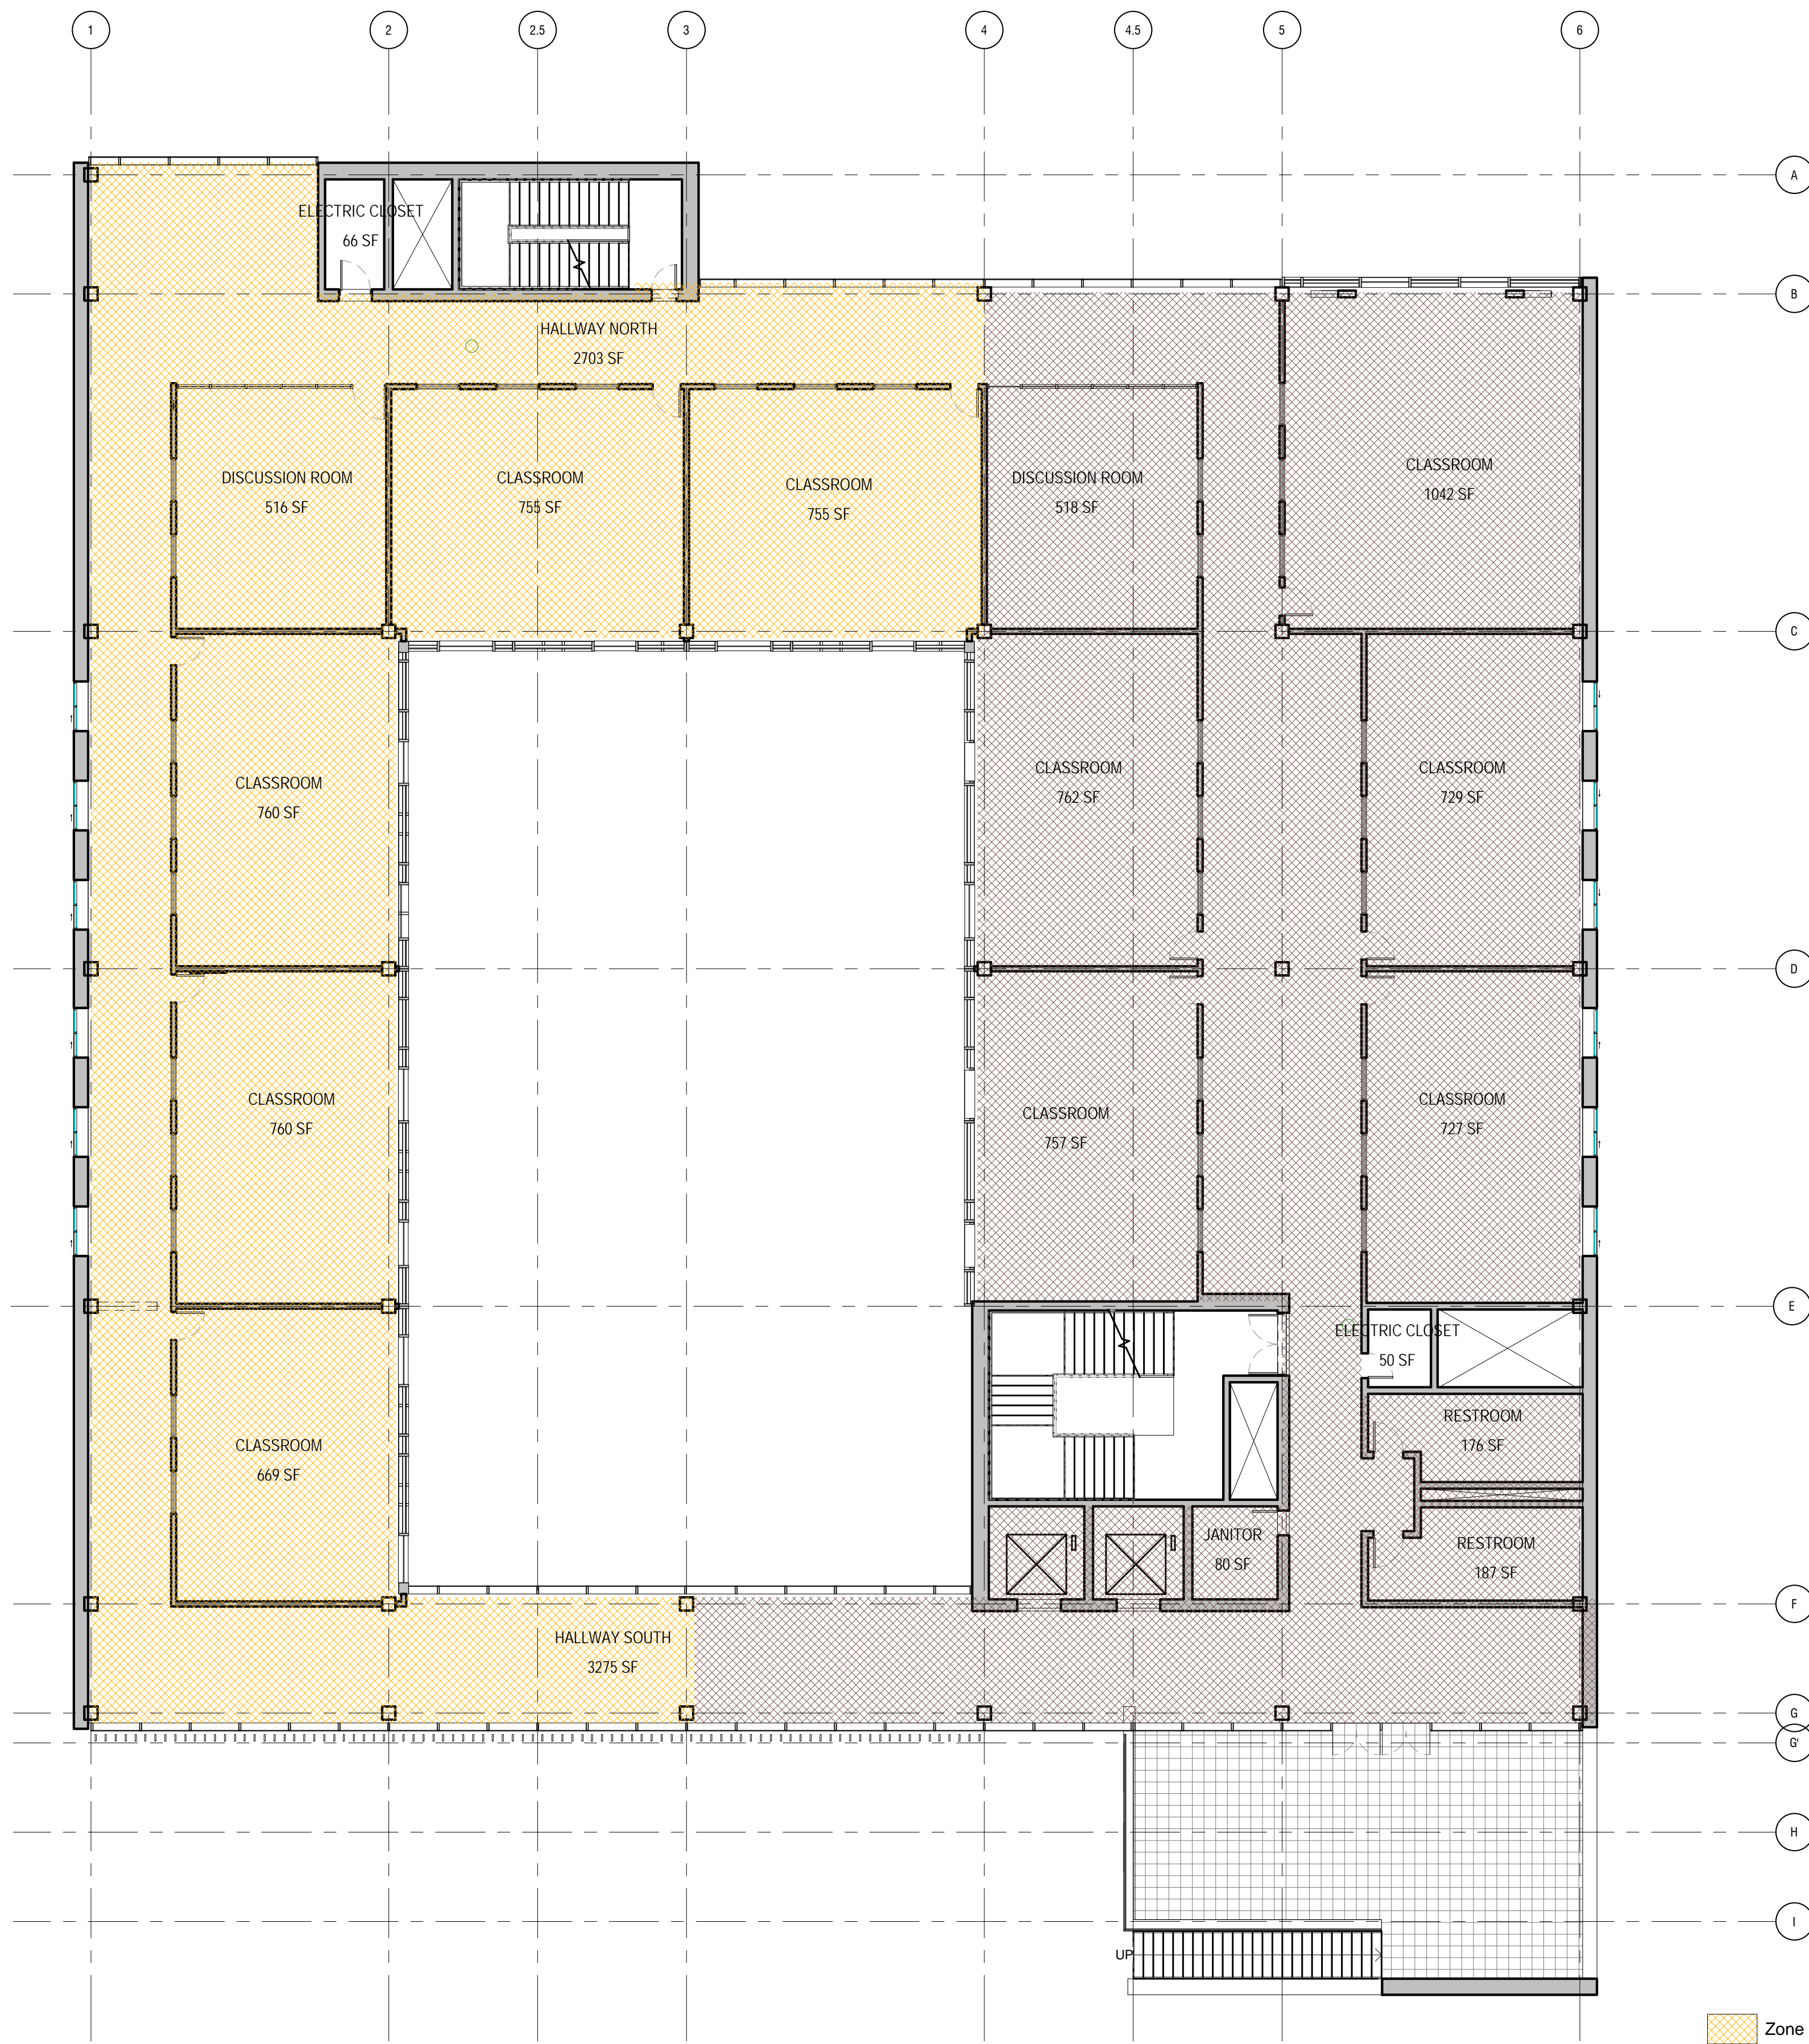 1
2
2.5
3
4
4.5
5
6
A
ELECTRIC CLOSET
66 SF
B
HALLWAY NORTH
2703 SF
DISCUSSION ROOM
516 SF
CLASSROOM
755 SF
CLASSROOM
755 SF
DISCUSSION ROOM
518 SF
CLASSROOM
1042 SF
C
CLASSROOM
760 SF
CLASSROOM
762 SF
CLASSROOM
729 SF
D
CLASSROOM
760 SF
CLASSROOM
757 SF
CLASSROOM
727 SF
E
ELECTRIC CLOSET
50 SF
RESTROOM
176 SF
CLASSROOM
669 SF
JANITOR
80 SF
RESTROOM
187 SF
F
HALLWAY SOUTH
3275 SF
G
G'
H
I
UP
Zone